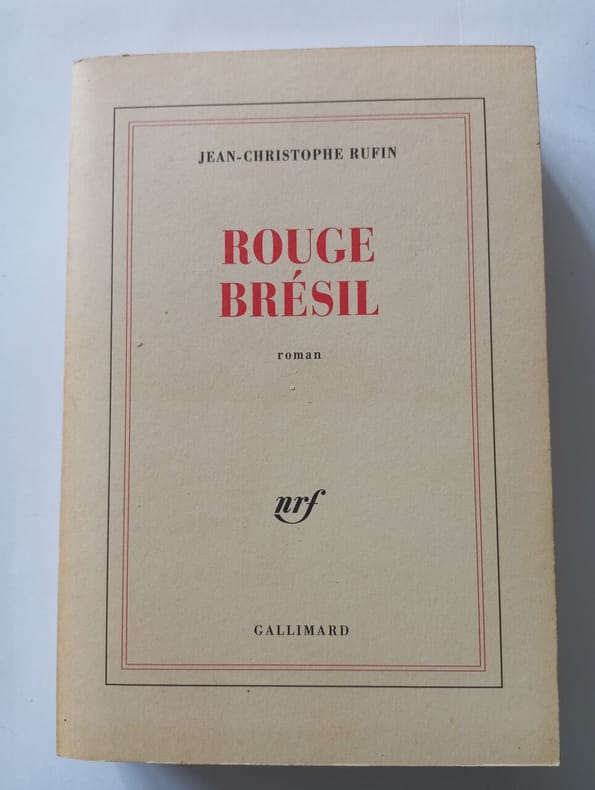 JEAN-CHRISTOPHE RUFIN
ROUGE
BRÉSIL
roman
nrf
GALLIMARD